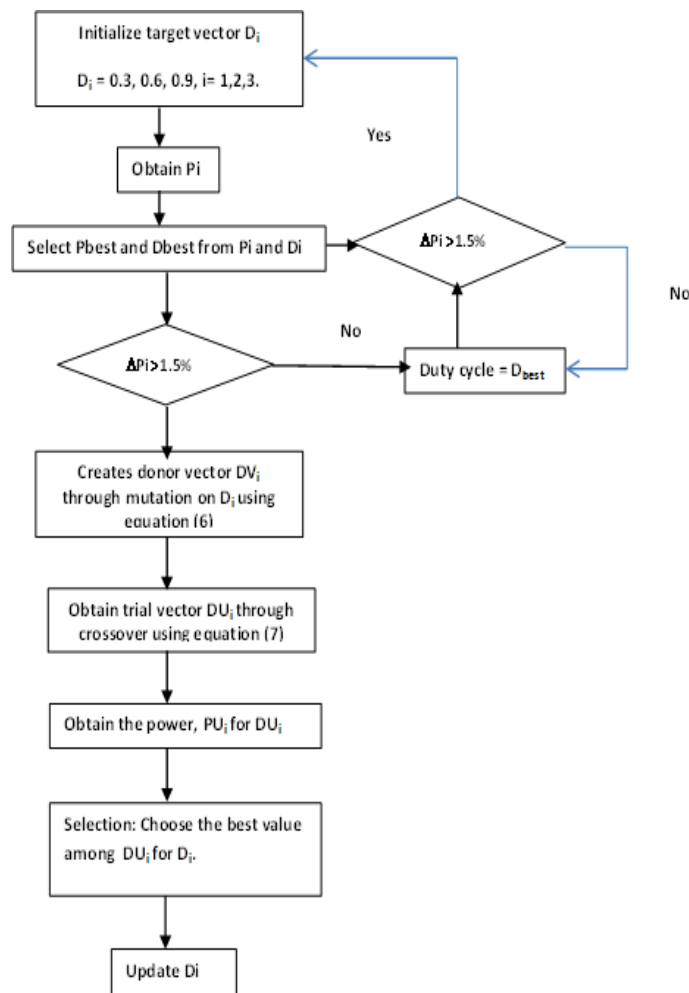 Initialize target vector Di
Di = 0.3, 0.6, 0.9, i= 1,2,3.
Yes
Obtain Pi
Select Pbest and Dbest from Pi and Di
ΔPi>1.5%
No
No
ΔPi>1.5%
Duty cycle = Dbest
Creates donor vector DVi
through mutation on Di using
equation (6)
Obtain trial vector DUi through
crossover using equation (7)
Obtain the power, PUi for DUi
Selection: Choose the best value
among DUi for Di.
Update Di